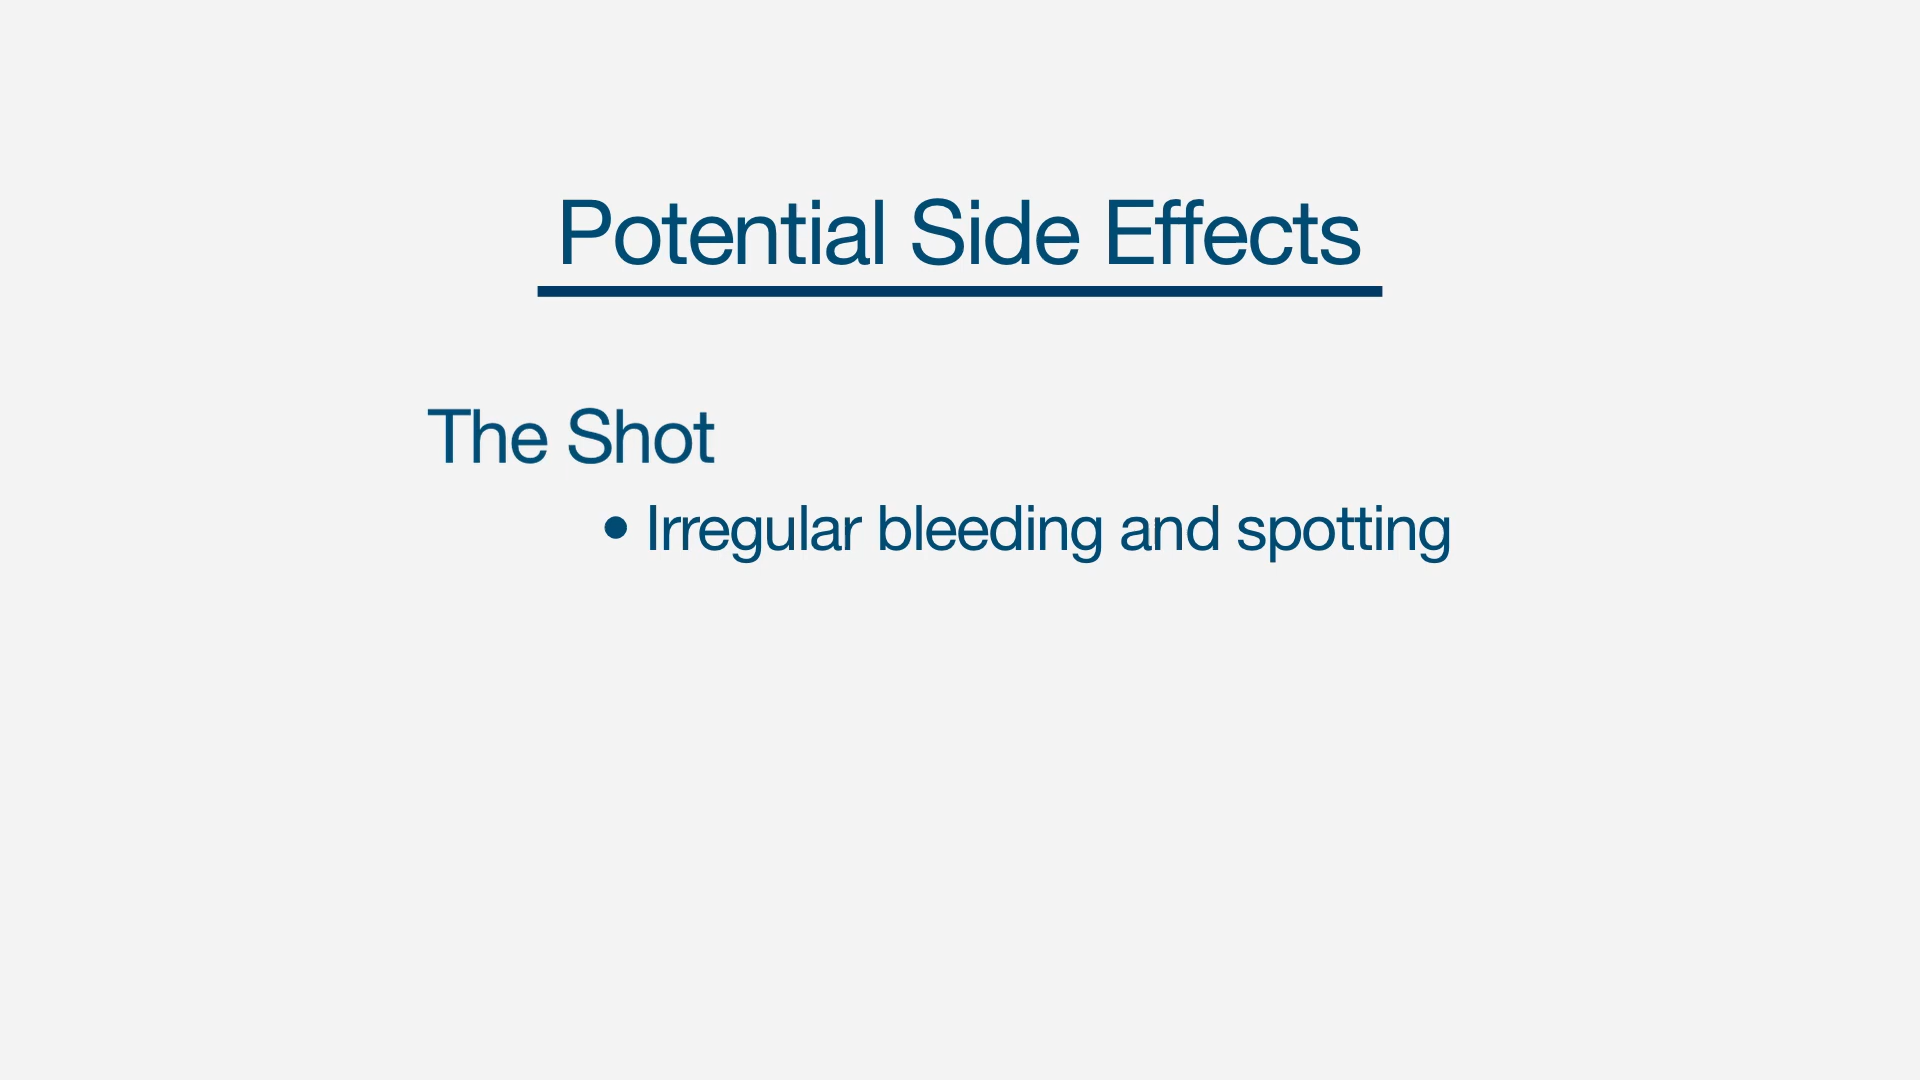 Potential Side Effects
The Shot
• Irregular bleeding and spotting